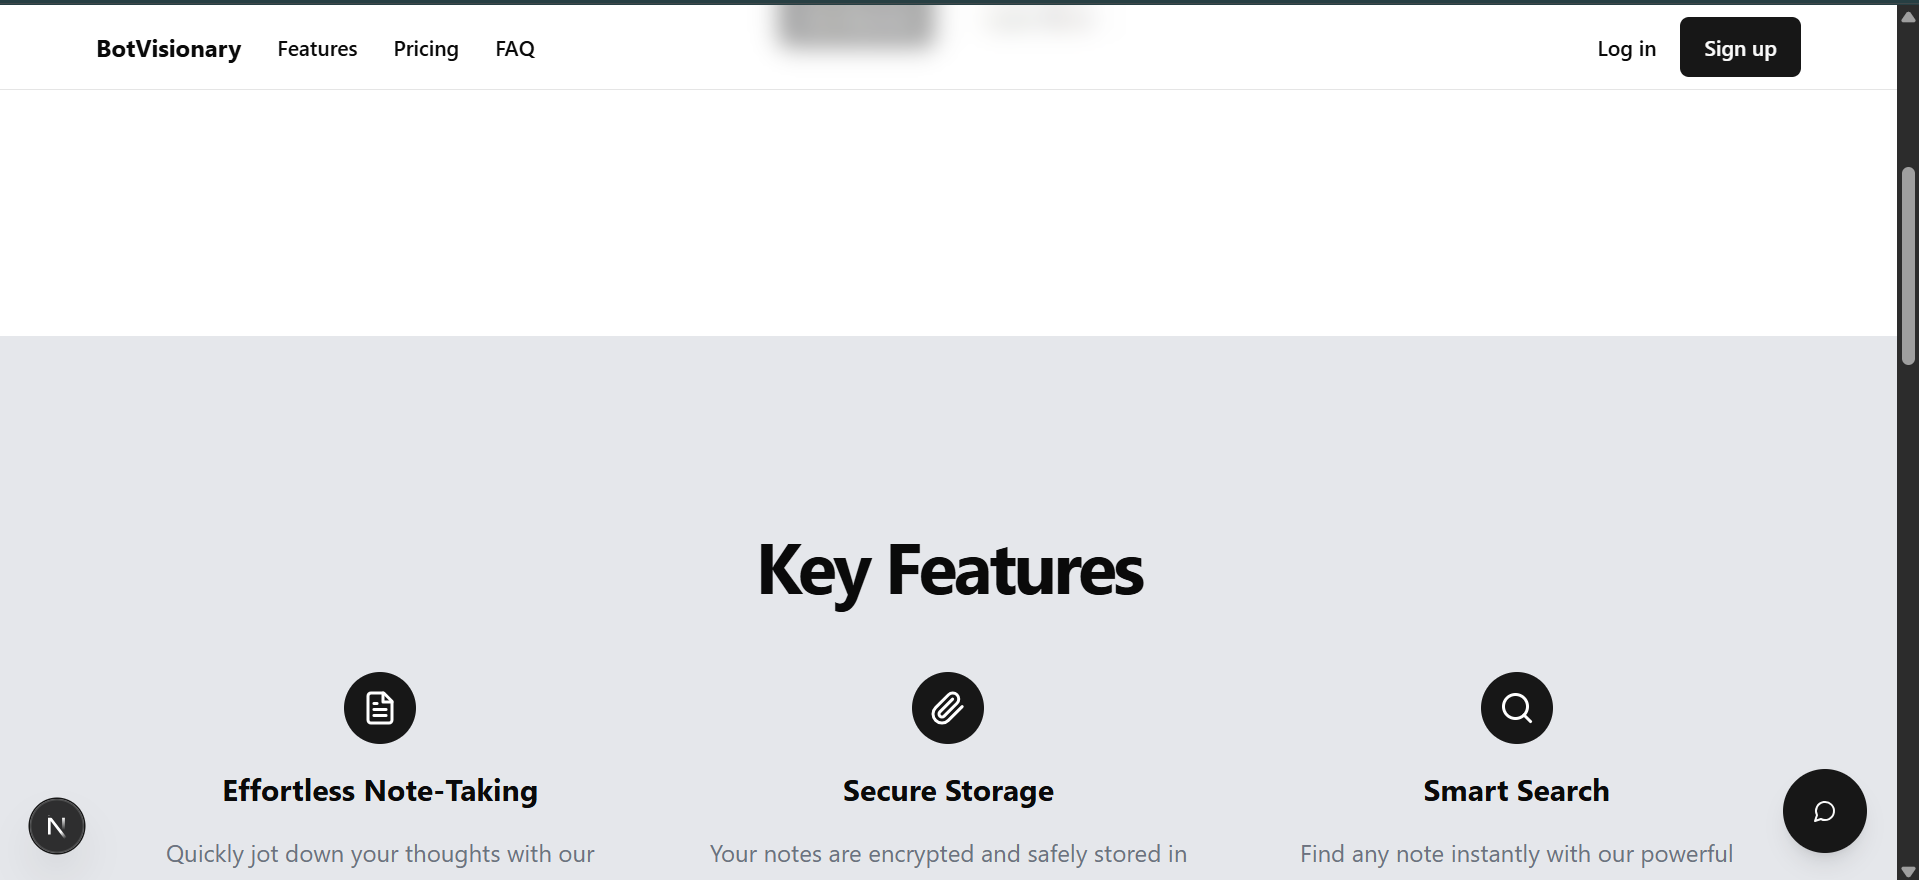 BotVisionary Features Pricing FAQ Log in Sign up
Key Features
Effortless Note-Taking Secure Storage Smart Search
Quickly jot down your thoughts with our Your notes are encrypted and safely stored in Find any note instantly with our powerful
N